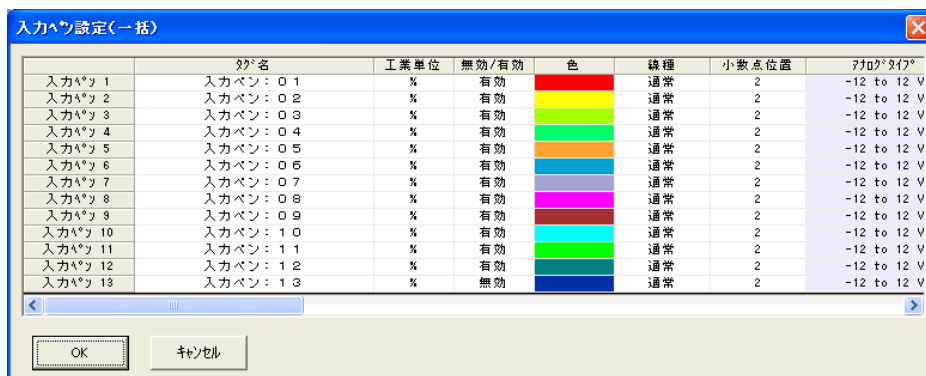 入力ﾍﾟﾝ設定(一括)
ﾀｸﾞ名 工業単位 無効/有効 色 線種 小数点位置 ｱﾅﾛｸﾞﾀｲﾌﾟ
入力ﾍﾟﾝ 1 入力ペン：０１ % 有効 通常 2 -12 to 12 V
入力ﾍﾟﾝ 2 入力ペン：０２ % 有効 通常 2 -12 to 12 V
入力ﾍﾟﾝ 3 入力ペン：０３ % 有効 通常 2 -12 to 12 V
入力ﾍﾟﾝ 4 入力ペン：０４ % 有効 通常 2 -12 to 12 V
入力ﾍﾟﾝ 5 入力ペン：０５ % 有効 通常 2 -12 to 12 V
入力ﾍﾟﾝ 6 入力ペン：０６ % 有効 通常 2 -12 to 12 V
入力ﾍﾟﾝ 7 入力ペン：０７ % 有効 通常 2 -12 to 12 V
入力ﾍﾟﾝ 8 入力ペン：０８ % 有効 通常 2 -12 to 12 V
入力ﾍﾟﾝ 9 入力ペン：０９ % 有効 通常 2 -12 to 12 V
入力ﾍﾟﾝ 10 入力ペン：１０ % 有効 通常 2 -12 to 12 V
入力ﾍﾟﾝ 11 入力ペン：１１ % 有効 通常 2 -12 to 12 V
入力ﾍﾟﾝ 12 入力ペン：１２ % 有効 通常 2 -12 to 12 V
入力ﾍﾟﾝ 13 入力ペン：１３ % 無効 通常 2 -12 to 12 V
OK ｷｬﾝｾﾙ